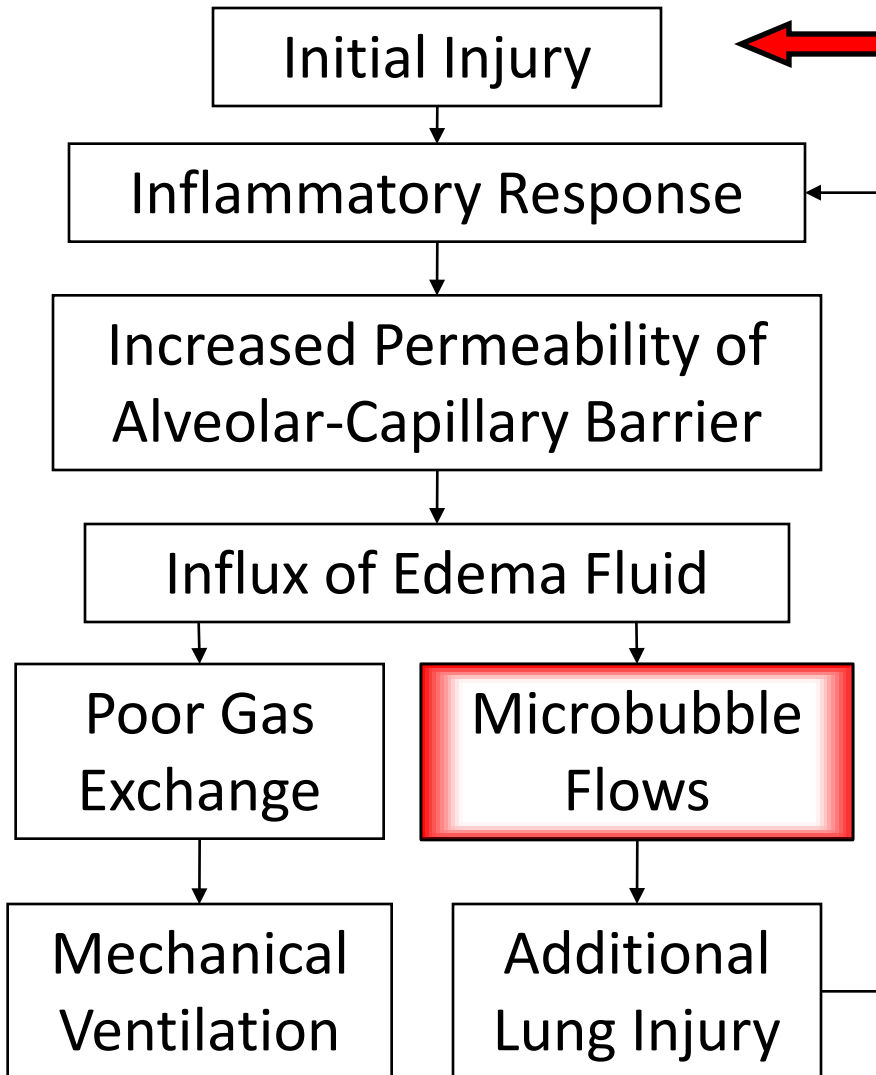 Initial Injury
Inflammatory Response
Increased Permeability of
Alveolar-Capillary Barrier
Influx of Edema Fluid
Poor Gas
Exchange
Microbubble
Flows
Mechanical
Ventilation
Additional
Lung Injury